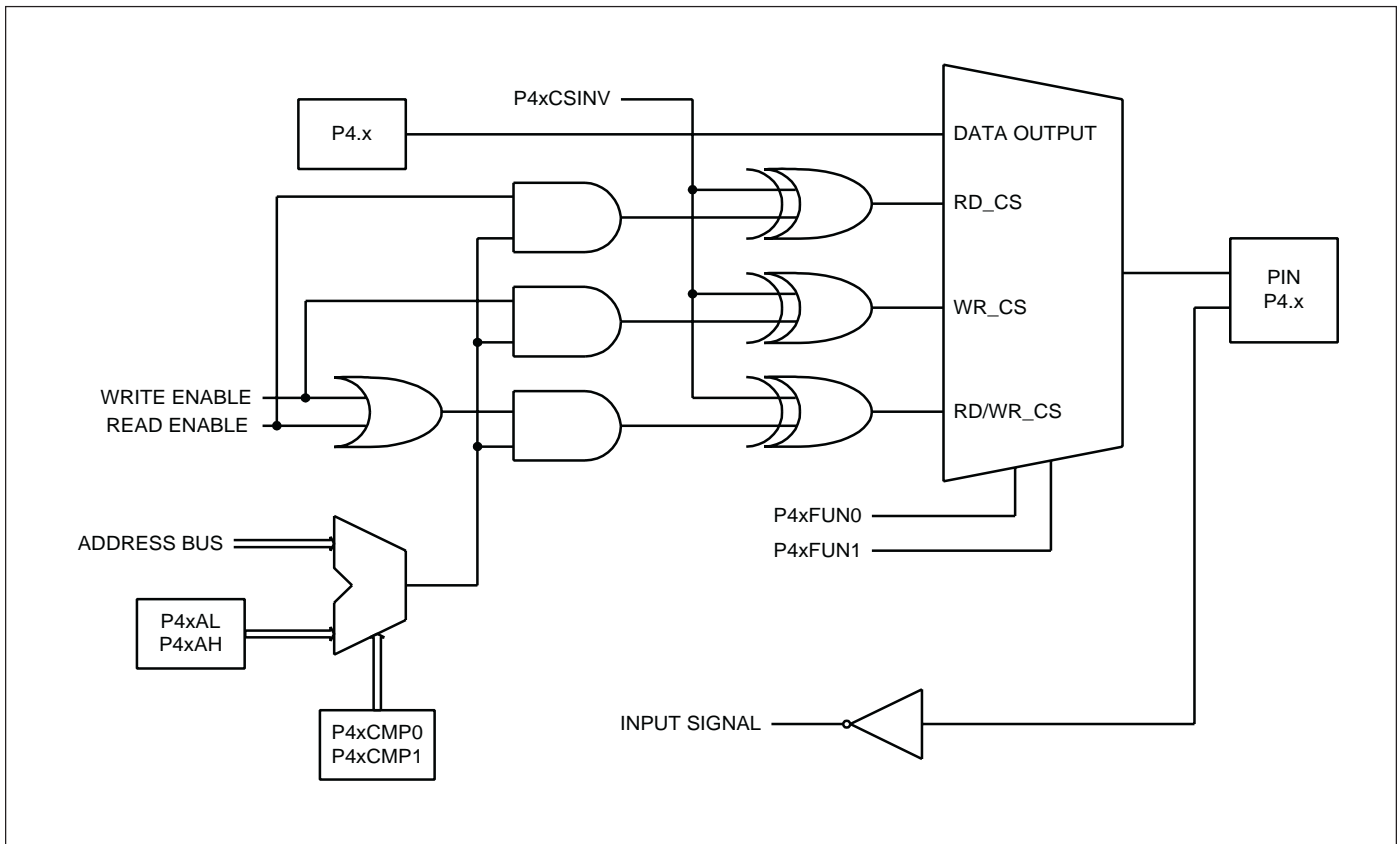 P4xCSINV
P4.x
DATA OUTPUT
RD_CS
PIN
P4.x
WR_CS
WRITE ENABLE
READ ENABLE
RD/WR_CS
P4xFUN0
P4xFUN1
ADDRESS BUS
P4xAL
P4xAH
P4xCMP0
P4xCMP1
INPUT SIGNAL